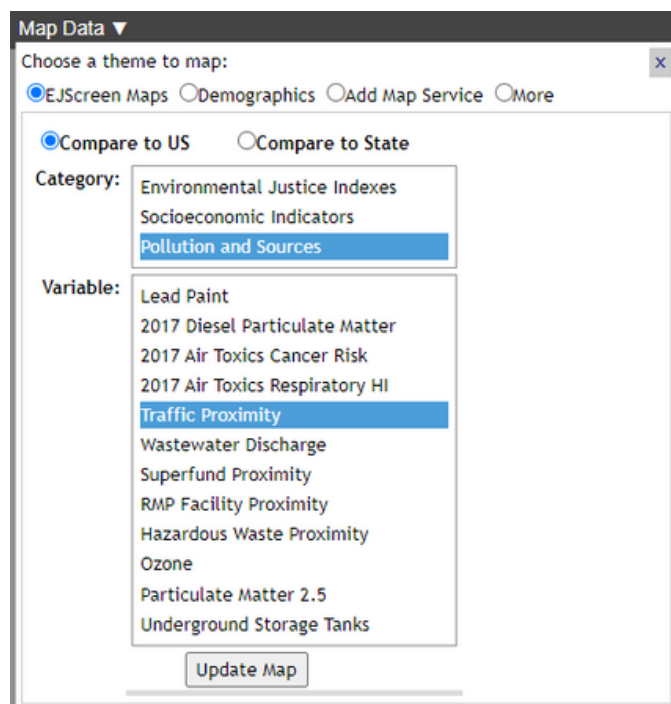 Map Data ▼
Choose a theme to map:
x
EJScreen Maps Demographics Add Map Service More
Compare to US Compare to State
Category:
Environmental Justice Indexes
Socioeconomic Indicators
Pollution and Sources
Variable:
Lead Paint
2017 Diesel Particulate Matter
2017 Air Toxics Cancer Risk
2017 Air Toxics Respiratory HI
Traffic Proximity
Wastewater Discharge
Superfund Proximity
RMP Facility Proximity
Hazardous Waste Proximity
Ozone
Particulate Matter 2.5
Underground Storage Tanks
Update Map